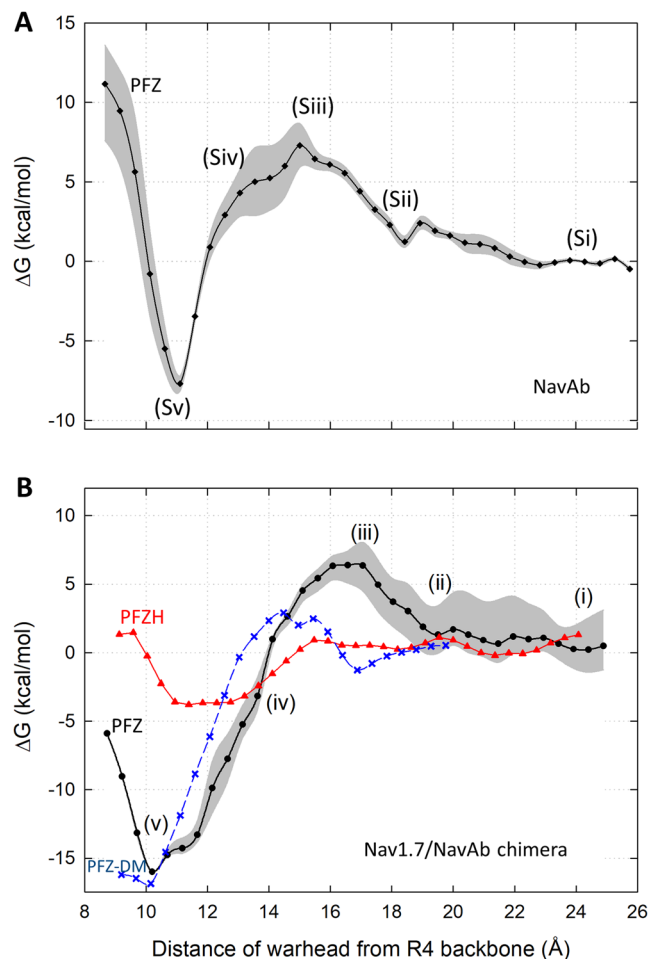 A
15
10
5
0
-5
-10
ΔG (kcal/mol)
PFZ
(Siii)
(Siv)
(Sii)
(Si)
(Sv)
NavAb
B
10
5
0
-5
-10
-15
ΔG (kcal/mol)
(iii)
(ii)
(i)
PFZH
(iv)
PFZ
(v)
PFZ-DM
Nav1.7/NavAb chimera
8 10 12 14 16 18 20 22 24 26
Distance of warhead from R4 backbone (Å)